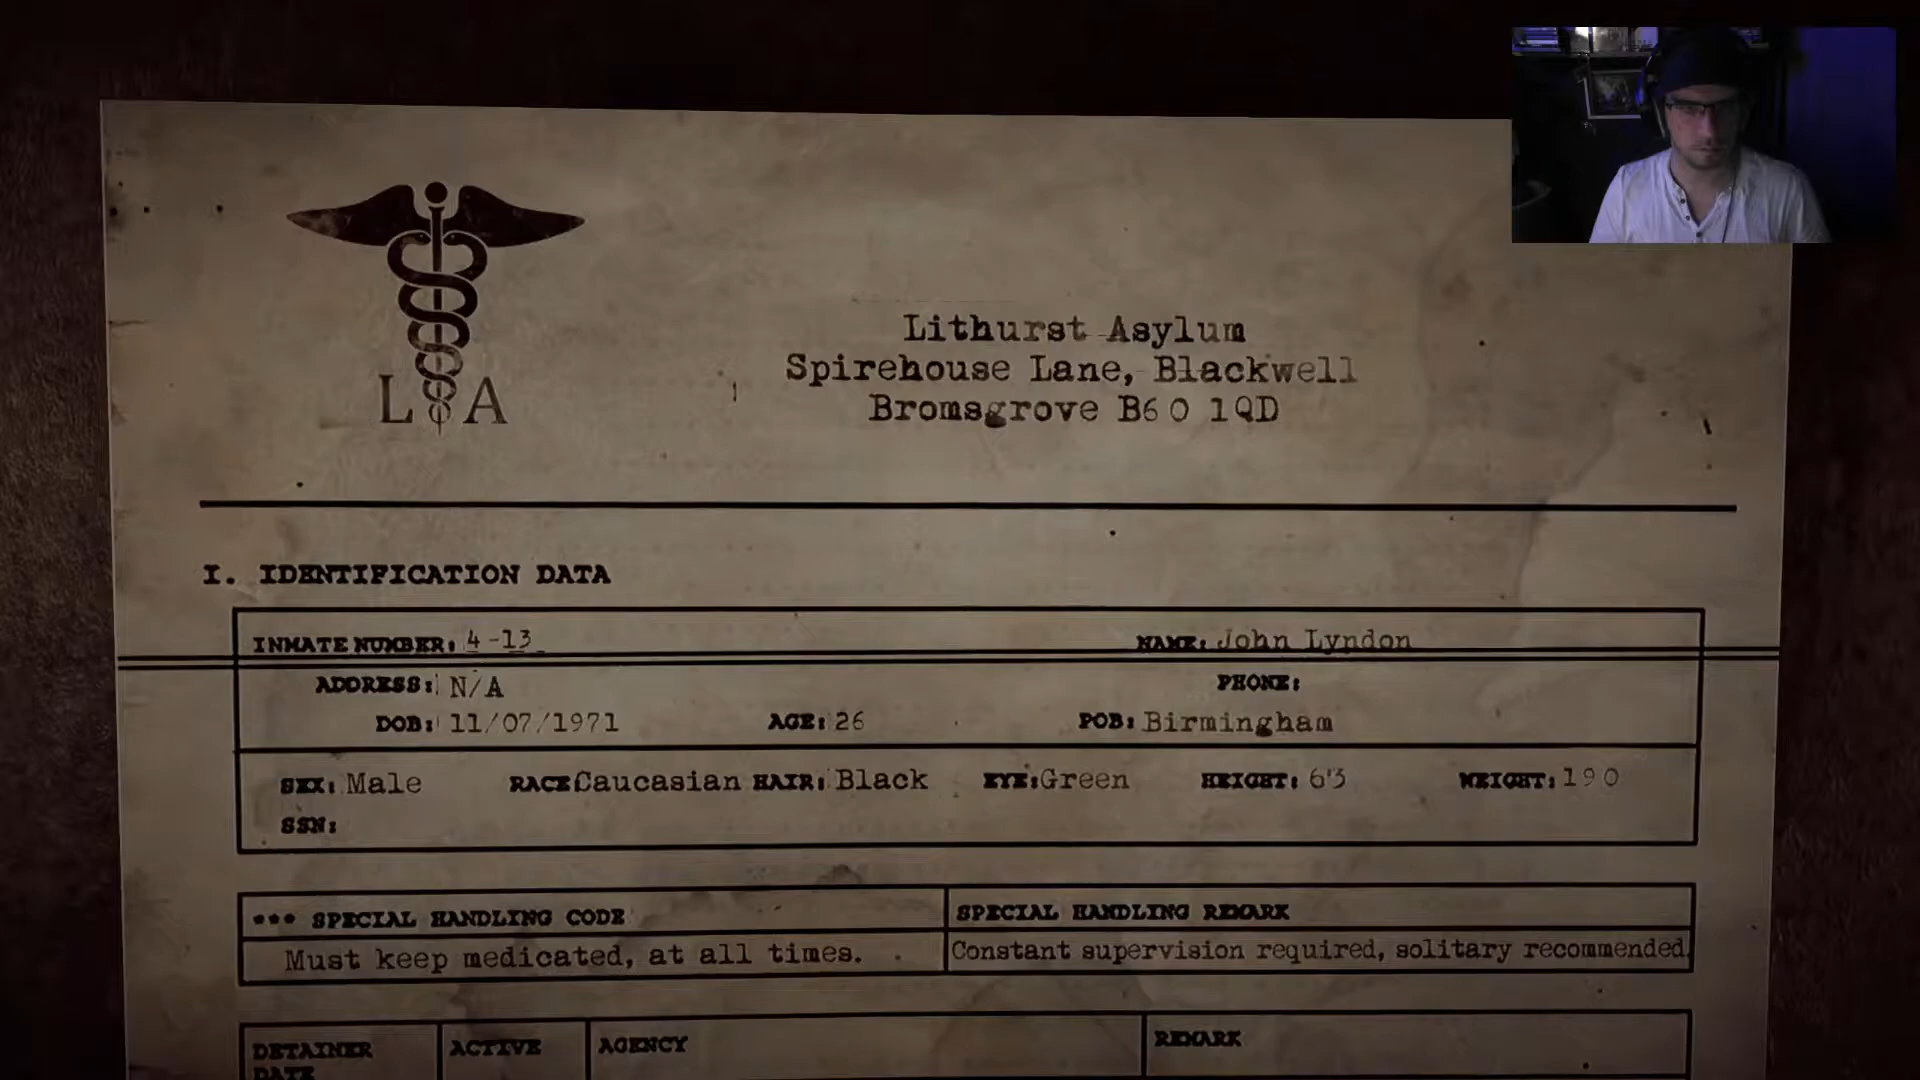 L A
Lithurst Asylum
Spirehouse Lane, Blackwell
Bromsgrove B60 1QD
I. IDENTIFICATION DATA
INMATE NUMBER: 4-13 NAME: John Lyndon
ADDRESS: N/A PHONE:
DOB: 11/07/1971 AGE: 26 POB: Birmingham
SEX: Male RACE Caucasian HAIR: Black EYE: Green HEIGHT: 6'3 WEIGHT: 190
SSN:
*** SPECIAL HANDLING CODE SPECIAL HANDLING REMARK
Must keep medicated, at all times. Constant supervision required, solitary recommended.
DETAINER ACTIVE AGENCY REMARK
DATE